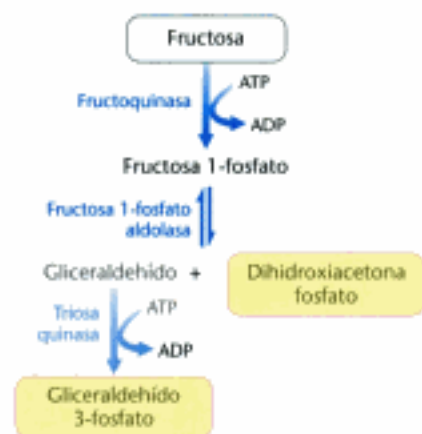 Fructosa
Fructoquinasa
ATP
ADP
Fructosa 1-fosfato
Fructosa 1-fosfato
aldolasa
Gliceraldehído +
Dihidroxiacetona
fosfato
Triosa
quinasa
ATP
ADP
Gliceraldehído
3-fosfato